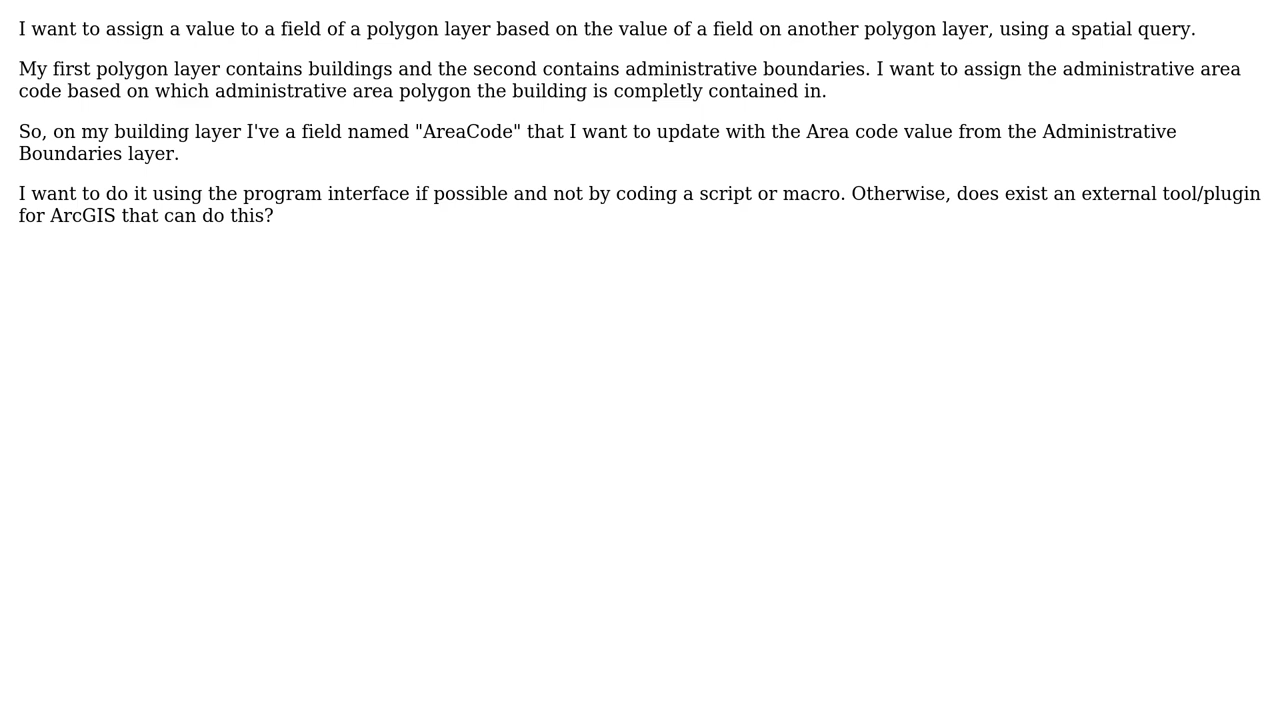 I want to assign a value to a field of a polygon layer based on the value of a field on another polygon layer, using a spatial query.
My first polygon layer contains buildings and the second contains administrative boundaries. I want to assign the administrative area
code based on which administrative area polygon the building is completly contained in.
So, on my building layer I've a field named "AreaCode" that I want to update with the Area code value from the Administrative
Boundaries layer.
I want to do it using the program interface if possible and not by coding a script or macro. Otherwise, does exist an external tool/plugin
for ArcGIS that can do this?